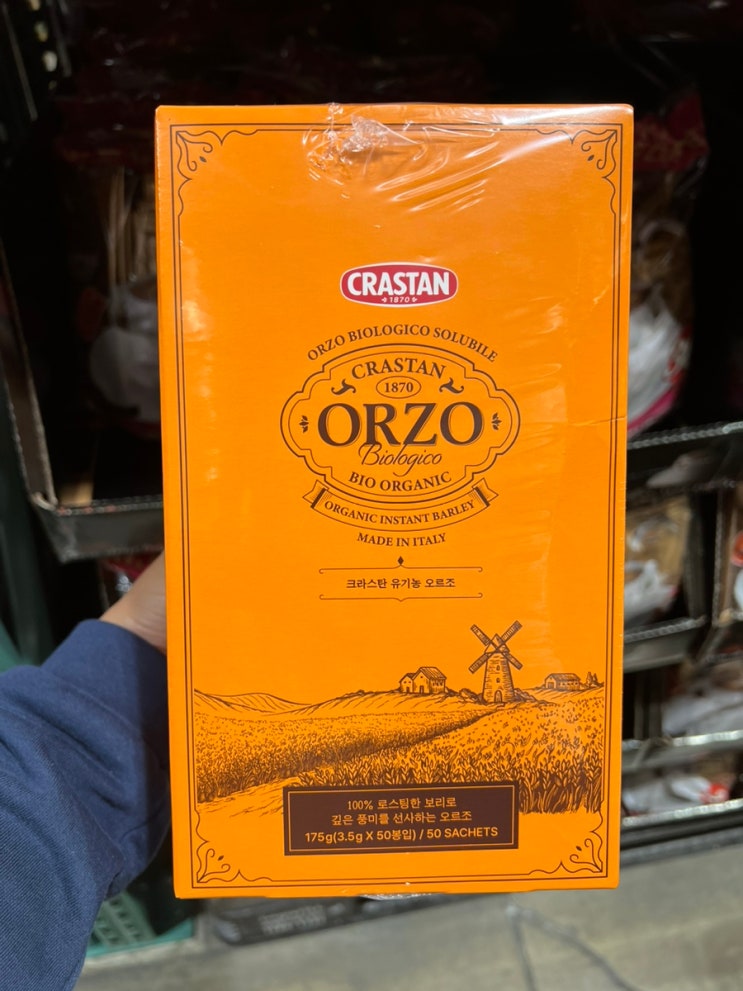 CRASTAN
1870
ORZO BIOLOGICO SOLUBILE
CRASTAN
1870
ORZO
Biologico
BIO ORGANIC
ORGANIC INSTANT BARLEY
MADE IN ITALY
크라스탄 유기농 오르조
100% 로스팅한 보리로
깊은 풍미를 선사하는 오르조
175g(3.5g X 50봉입) / 50 SACHETS